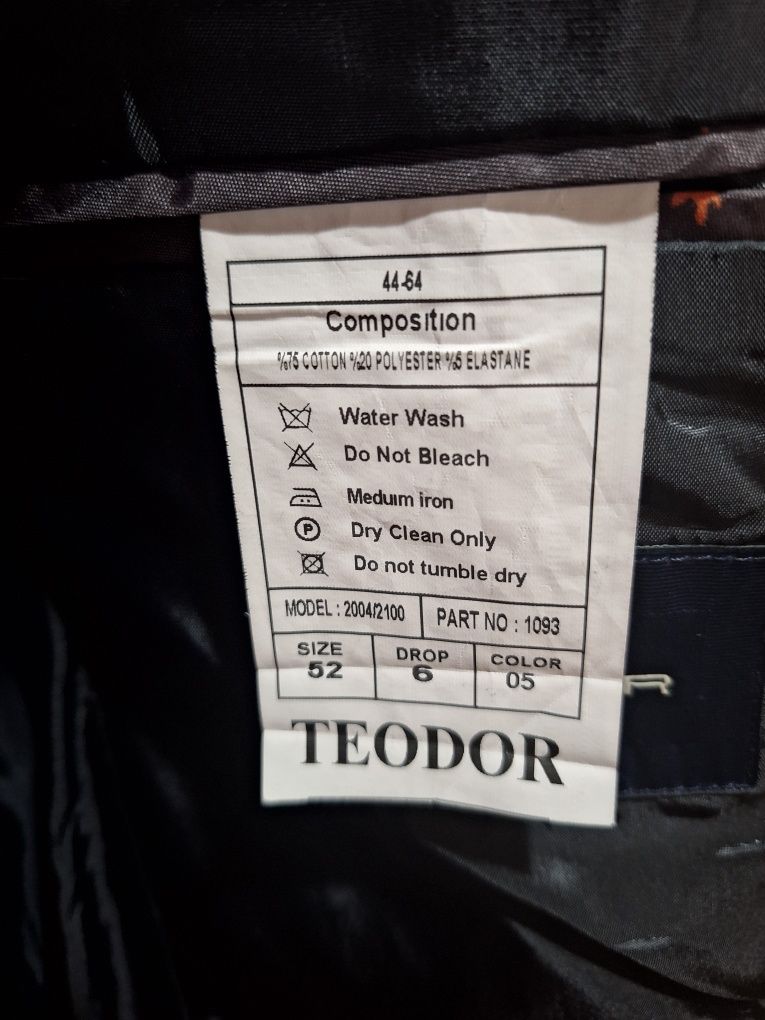 44-64
Composition
%75 COTTON %20 POLYESTER %5 ELASTANE
Water Wash
Do Not Bleach
Medium iron
P Dry Clean Only
Do not tumble dry
MODEL : 2004/2100 PART NO : 1093
SIZE DROP COLOR
52 6 05
R
TEODOR